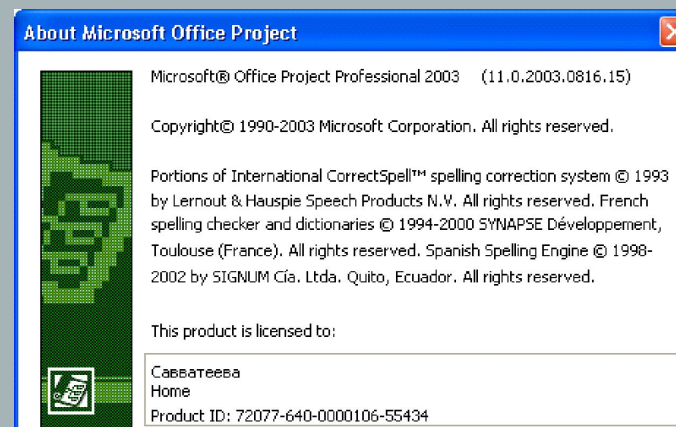 About Microsoft Office Project
Microsoft® Office Project Professional 2003 (11.0.2003.0816.15)
Copyright© 1990-2003 Microsoft Corporation. All rights reserved.
Portions of International CorrectSpell™ spelling correction system © 1993
by Lernout & Hauspie Speech Products N.V. All rights reserved. French
spelling checker and dictionaries © 1994-2000 SYNAPSE Développement,
Toulouse (France). All rights reserved. Spanish Spelling Engine © 1998-
2002 by SIGNUM Cía. Ltda. Quito, Ecuador. All rights reserved.
This product is licensed to:
Савватеева
Home
Product ID: 72077-640-0000106-55434